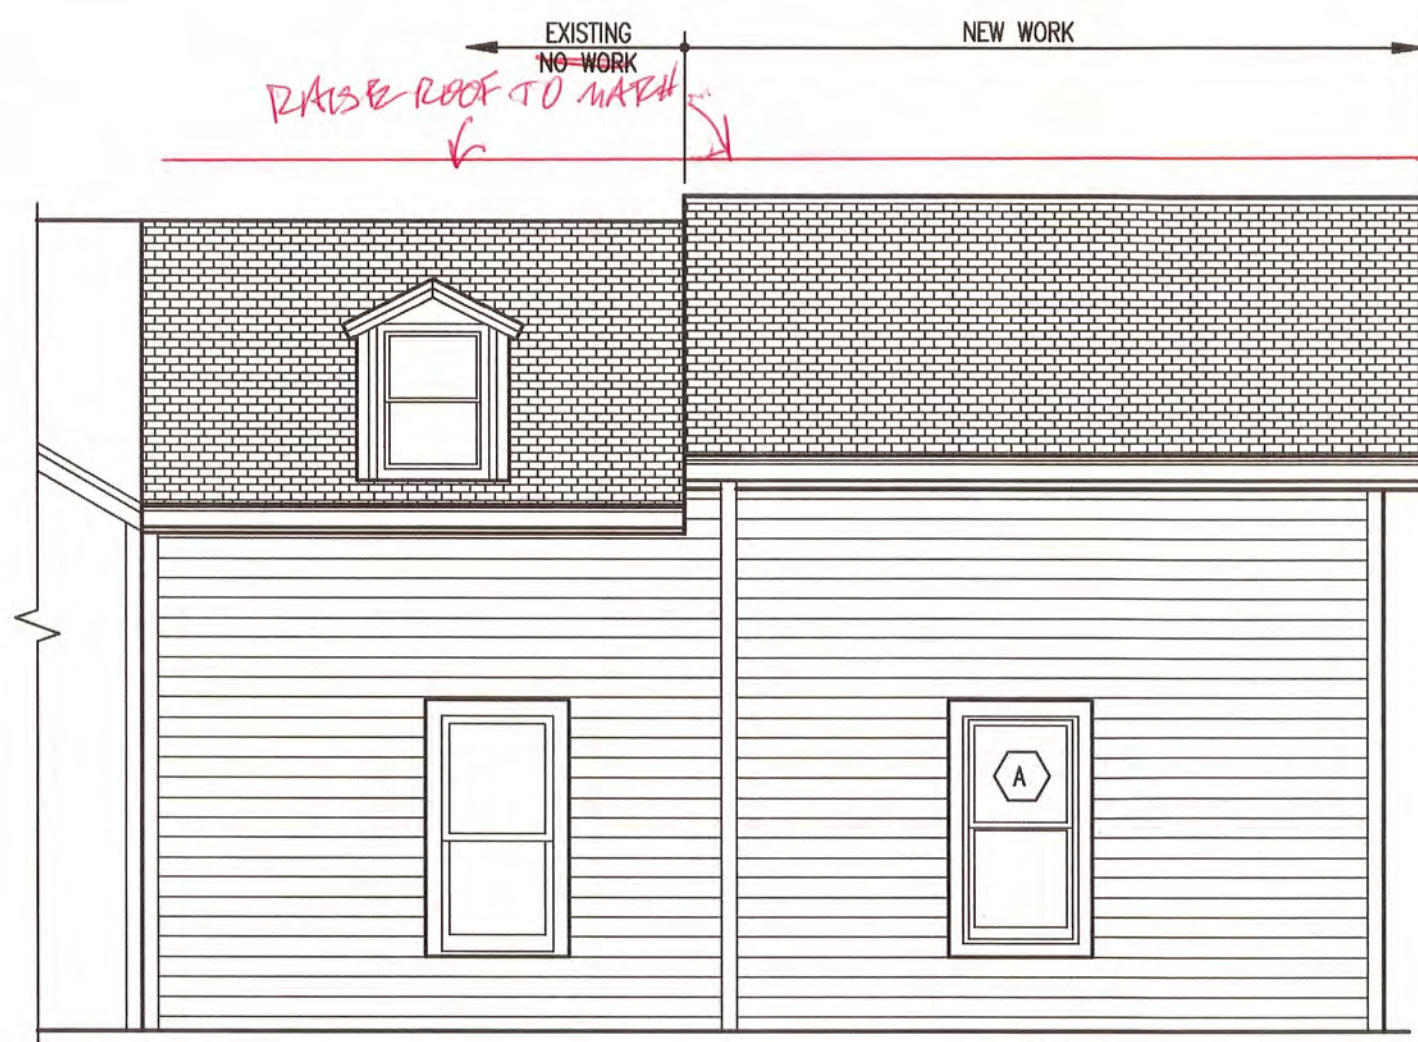 EXISTING
NO WORK
NEW WORK
RAISE ROOF TO MATCH
A